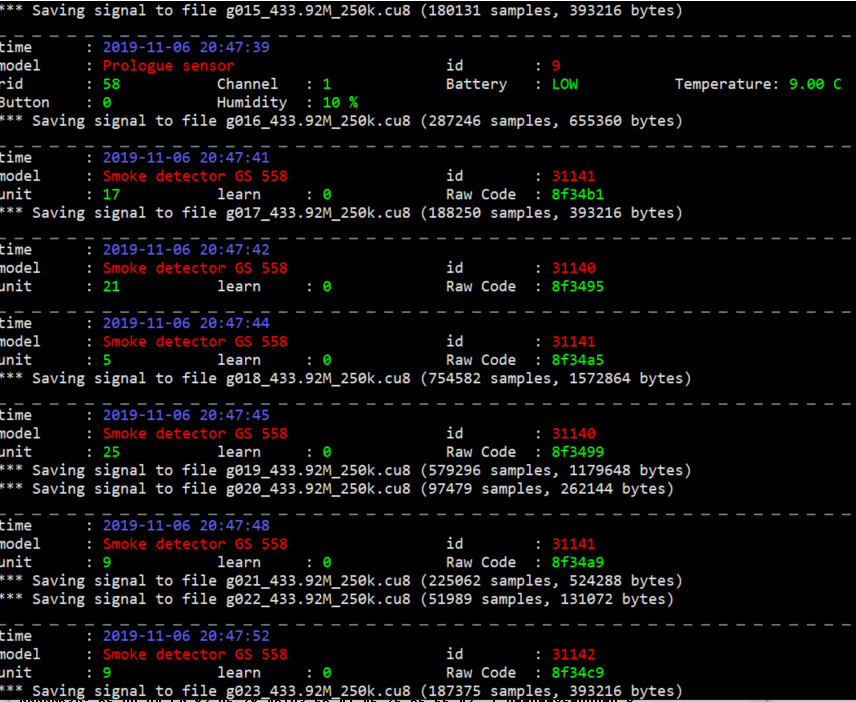 *** Saving signal to file g015_433.92M_250k.cu8 (180131 samples, 393216 bytes)
time : 2019-11-06 20:47:39
model : Prologue sensor id : 9
rid : 58 Channel : 1 Battery : LOW Temperature: 9.00 C
Button : 0 Humidity : 10 %
*** Saving signal to file g016_433.92M_250k.cu8 (287246 samples, 655360 bytes)
time : 2019-11-06 20:47:41
model : Smoke detector GS 558 id : 31141
unit : 17 learn : 0 Raw Code : 8f34b1
*** Saving signal to file g017_433.92M_250k.cu8 (188250 samples, 393216 bytes)
time : 2019-11-06 20:47:42
model : Smoke detector GS 558 id : 31140
unit : 21 learn : 0 Raw Code : 8f3495
time : 2019-11-06 20:47:44
model : Smoke detector GS 558 id : 31141
unit : 5 learn : 0 Raw Code : 8f34a5
*** Saving signal to file g018_433.92M_250k.cu8 (754582 samples, 1572864 bytes)
time : 2019-11-06 20:47:45
model : Smoke detector GS 558 id : 31140
unit : 25 learn : 0 Raw Code : 8f3499
*** Saving signal to file g019_433.92M_250k.cu8 (579296 samples, 1179648 bytes)
*** Saving signal to file g020_433.92M_250k.cu8 (97479 samples, 262144 bytes)
time : 2019-11-06 20:47:48
model : Smoke detector GS 558 id : 31141
unit : 9 learn : 0 Raw Code : 8f34a9
*** Saving signal to file g021_433.92M_250k.cu8 (225062 samples, 524288 bytes)
*** Saving signal to file g022_433.92M_250k.cu8 (51989 samples, 131072 bytes)
time : 2019-11-06 20:47:52
model : Smoke detector GS 558 id : 31142
unit : 9 learn : 0 Raw Code : 8f34c9
*** Saving signal to file g023_433.92M_250k.cu8 (187375 samples, 393216 bytes)